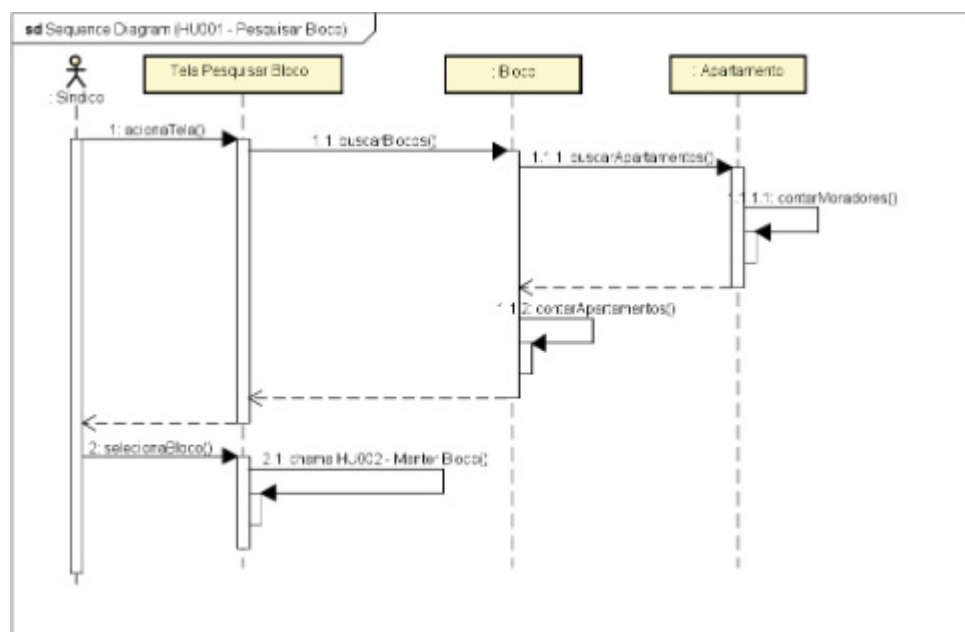 sd Sequence Diagram (HU001 - Pesquisar Bloco)
: Síndico
Tela Pesquisar Bloco
: Bloco
: Apartamento
1: acionaTela()
1.1: buscarBlocos()
1.1.1: buscarApartamentos()
1.1.1.1: contarMoradores()
1.1.2: contarApartamentos()
2: selecionaBloco()
2.1: chama HU002 - Manter Bloco()